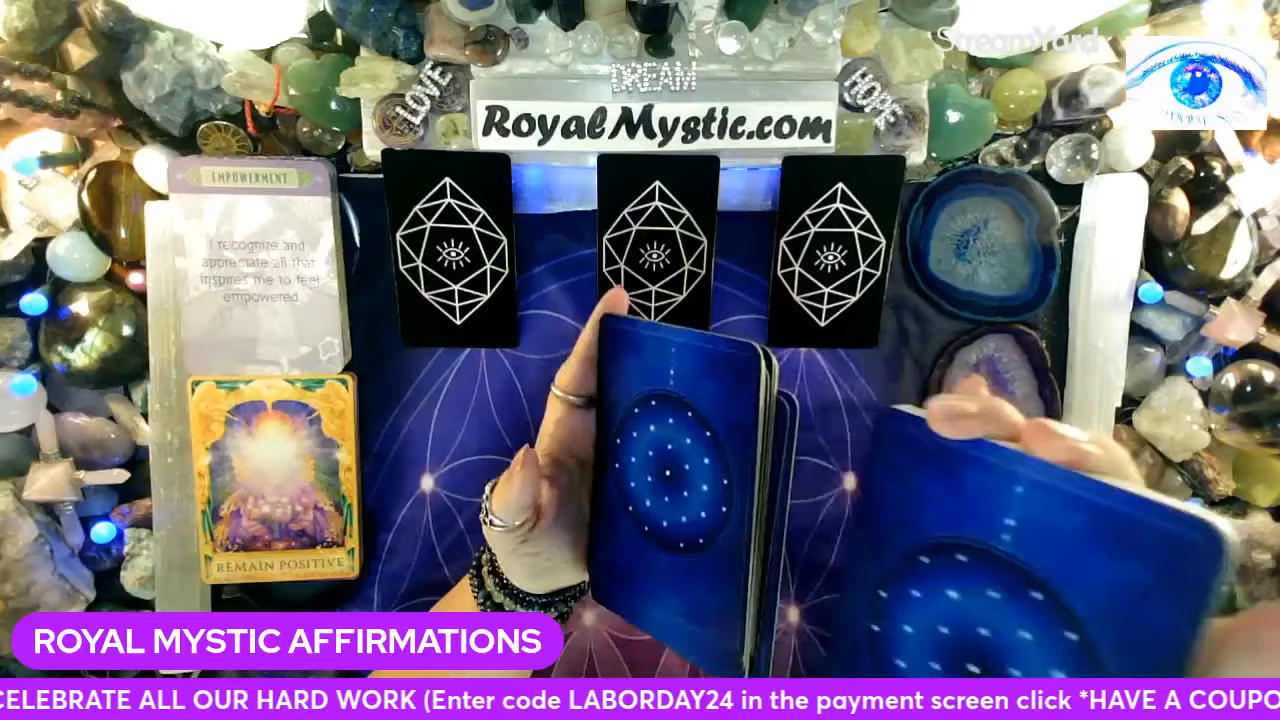 StreamYard
DREAM
LOVE
HOPE
RoyalMystic.com
EMPOWERMENT
I recognize and
appreciate all that
inspires me to feel
empowered
REMAIN POSITIVE
ROYAL MYSTIC AFFIRMATIONS
CELEBRATE ALL OUR HARD WORK (Enter code LABORDAY24 in the payment screen click *HAVE A COUPO